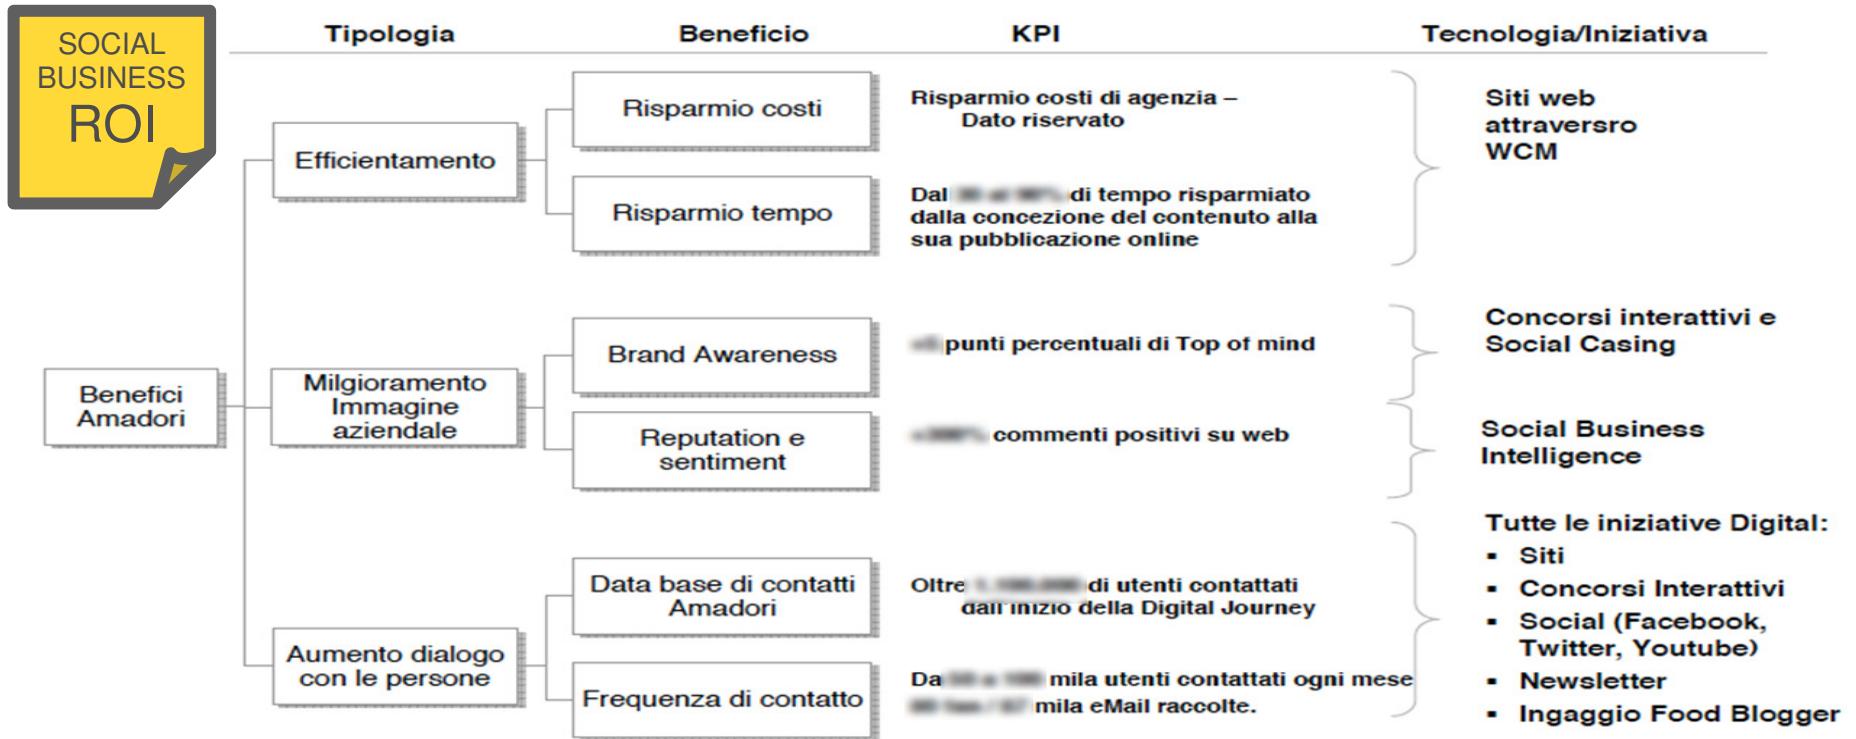 SOCIAL
BUSINESS
ROI
Tipologia
Beneficio
KPI
Tecnologia/Iniziativa
Benefici
Amadori
Efficientamento
Risparmio costi
Risparmio costi di agenzia –
Dato riservato
Risparmio tempo
Dal di tempo risparmiato
dalla concezione del contenuto alla
sua pubblicazione online
Siti web
attraversro
WCM
Milgioramento
Immagine
aziendale
Brand Awareness
punti percentuali di Top of mind
Concorsi interattivi e
Social Casing
Reputation e
sentiment
commenti positivi su web
Social Business
Intelligence
Aumento dialogo
con le persone
Data base di contatti
Amadori
Oltre di utenti contattati
dall'inizio della Digital Journey
Frequenza di contatto
Da mila utenti contattati ogni mese
mila eMail raccolte.
Tutte le iniziative Digital:
▪ Siti
▪ Concorsi Interattivi
▪ Social (Facebook,
Twitter, Youtube)
▪ Newsletter
▪ Ingaggio Food Blogger